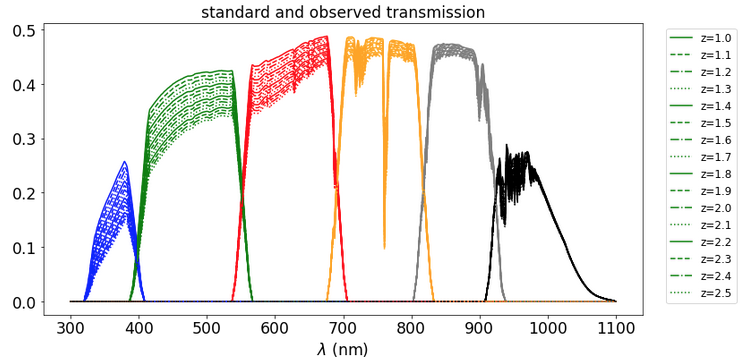 standard and observed transmission
0.5
0.4
0.3
0.2
0.1
0.0
300 400 500 600 700 800 900 1000 1100
λ (nm)
z=1.0
z=1.1
z=1.2
z=1.3
z=1.4
z=1.5
z=1.6
z=1.7
z=1.8
z=1.9
z=2.0
z=2.1
z=2.2
z=2.3
z=2.4
z=2.5